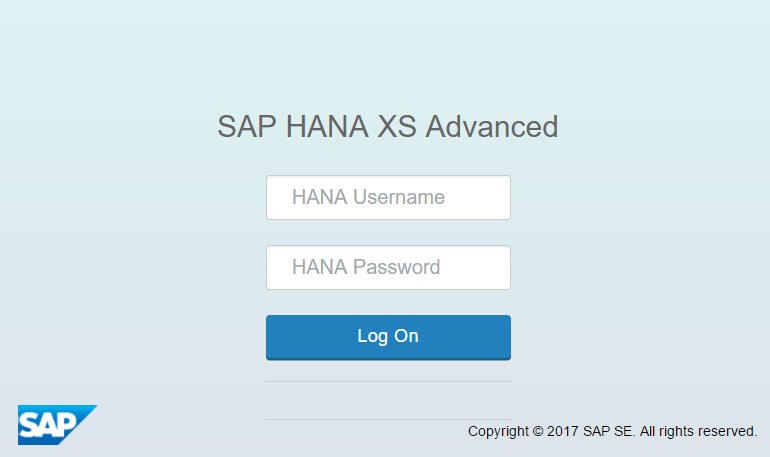 SAP HANA XS Advanced
HANA Username
HANA Password
Log On
SAP
Copyright © 2017 SAP SE. All rights reserved.